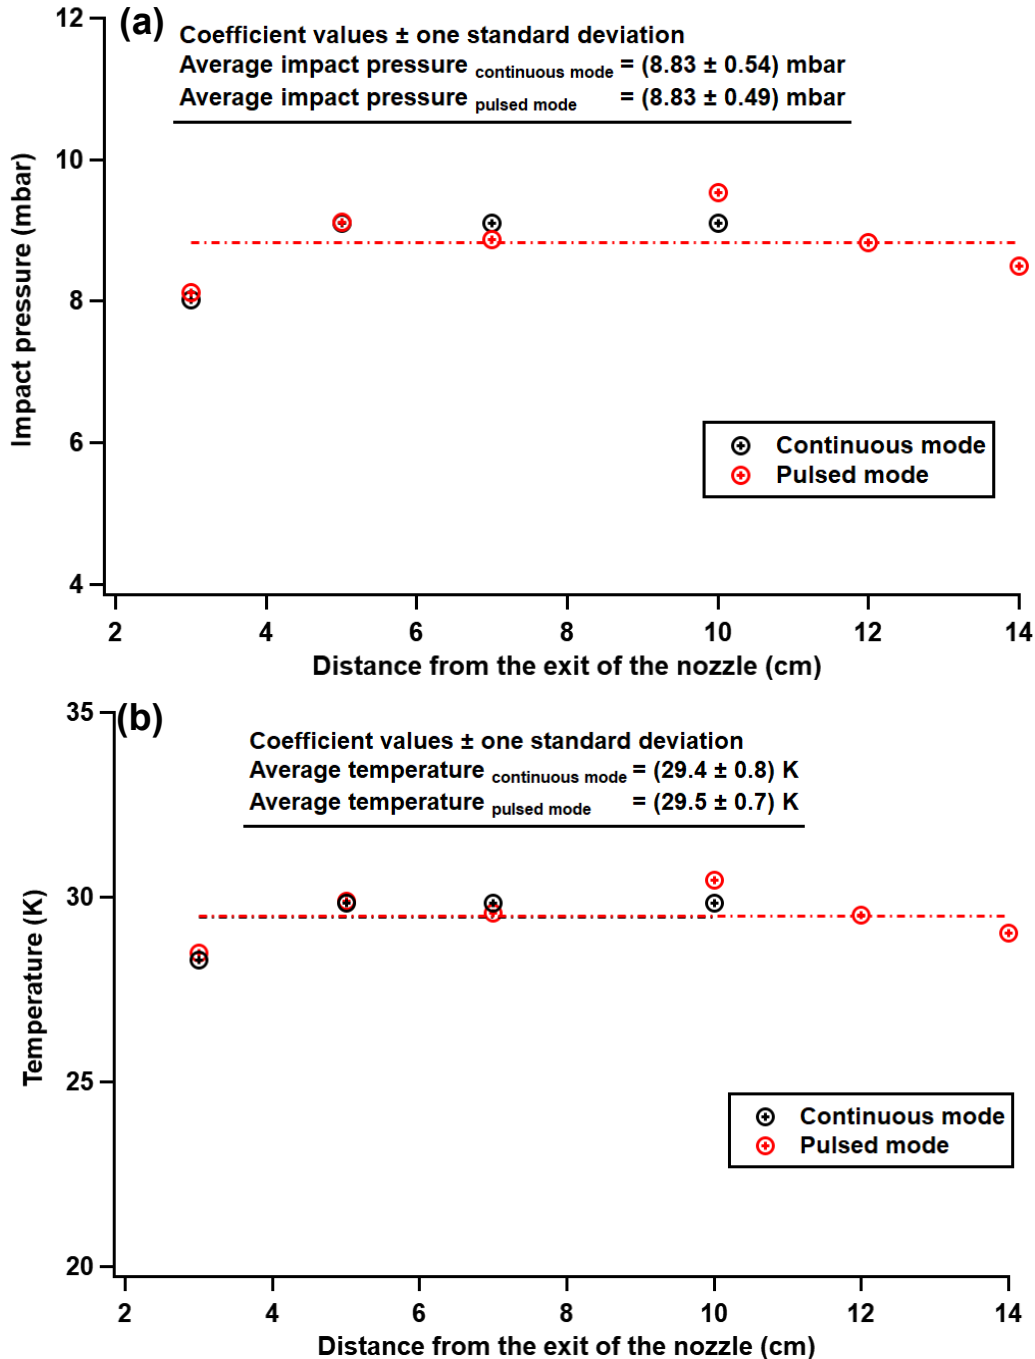 (a)
Coefficient values ± one standard deviation
Average impact pressure continuous mode = (8.83 ± 0.54) mbar
Average impact pressure pulsed mode = (8.83 ± 0.49) mbar
12
10
8
6
4
Impact pressure (mbar)
Continuous mode
Pulsed mode
2 4 6 8 10 12 14
Distance from the exit of the nozzle (cm)
(b)
Coefficient values ± one standard deviation
Average temperature continuous mode = (29.4 ± 0.8) K
Average temperature pulsed mode = (29.5 ± 0.7) K
35
30
25
20
Temperature (K)
Continuous mode
Pulsed mode
2 4 6 8 10 12 14
Distance from the exit of the nozzle (cm)